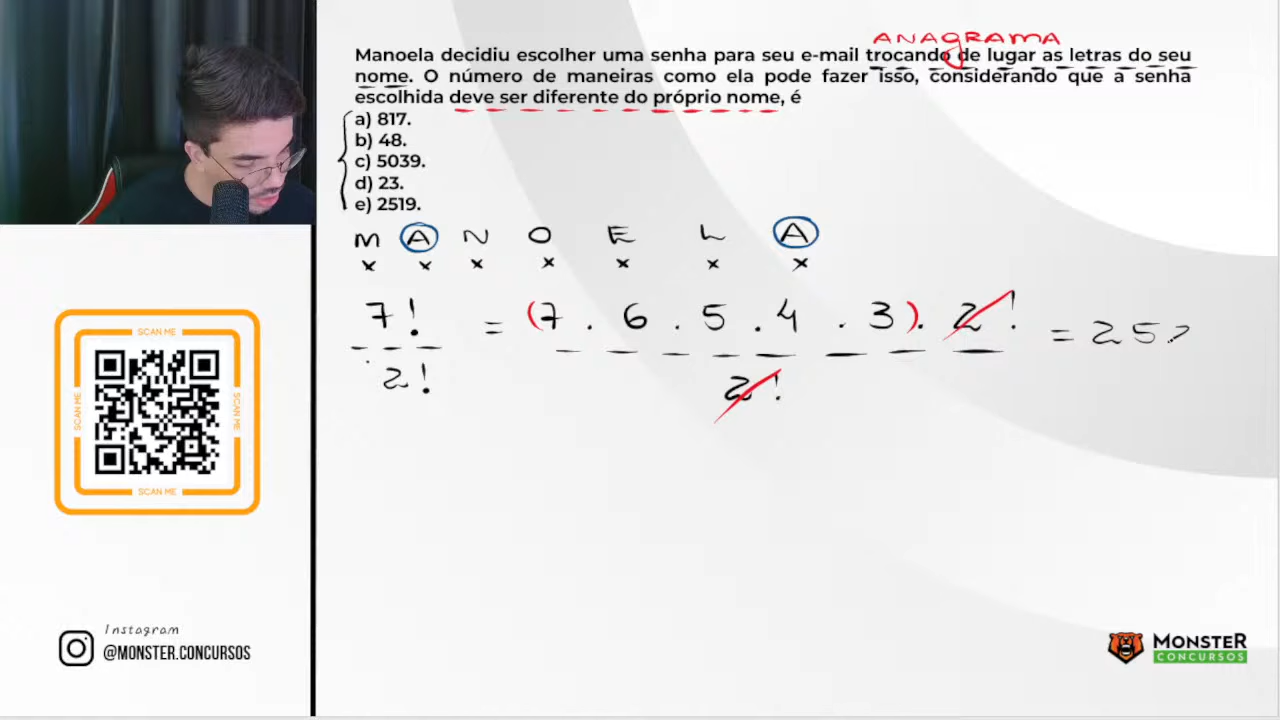 ANAGRAMA
Manoela decidiu escolher uma senha para seu e-mail trocando de lugar as letras do seu
nome. O número de maneiras como ela pode fazer isso, considerando que a senha
escolhida deve ser diferente do próprio nome, é
a) 817.
b) 48.
c) 5039.
d) 23.
e) 2519.
M A N O E L A
x x x x x x x
7! = (7 . 6 . 5 . 4 . 3) . 2! = 25
2! 2!
SCAN ME
SCAN ME
SCAN ME
SCAN ME
Instagram
@MONSTER.CONCURSOS
MONSTER
CONCURSOS